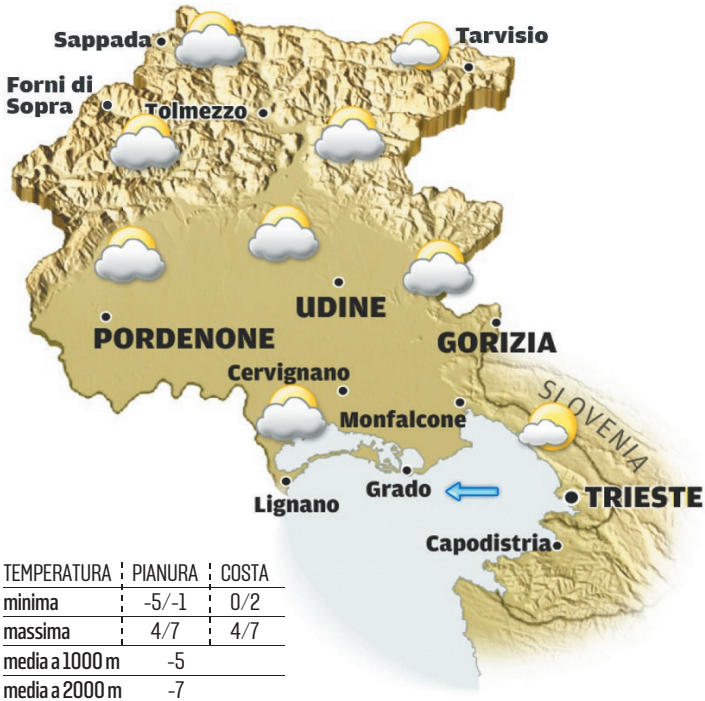 Sappada
Tarvisio
Forni di
Sopra
Tolmezzo
UDINE
PORDENONE
GORIZIA
Cervignano
SLOVENIA
Monfalcone
Lignano
Grado
TRIESTE
Capodistria
TEMPERATURA PIANURA COSTA
minima -5/-1 0/2
massima 4/7 4/7
media a 1000 m -5
media a 2000 m -7